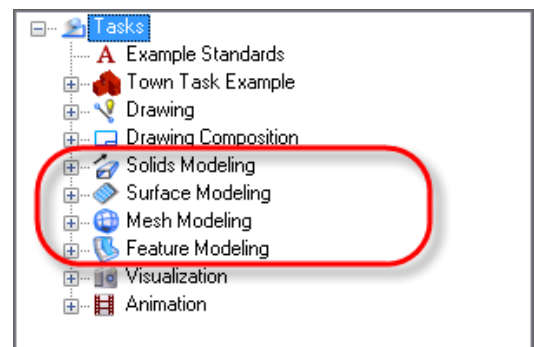 Tasks
A Example Standards
Town Task Example
Drawing
Drawing Composition
Solids Modeling
Surface Modeling
Mesh Modeling
Feature Modeling
Visualization
Animation